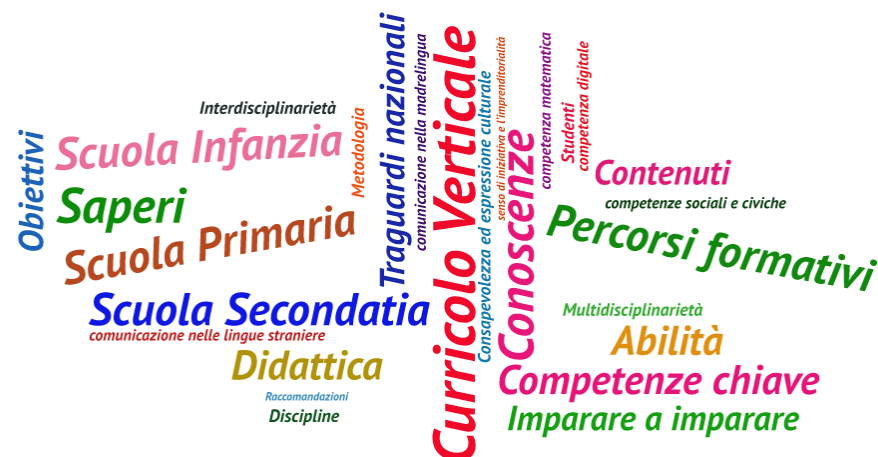 Obiettivi
Interdisciplinarietà
Scuola Infanzia
Metodologia
Saperi
Scuola Primaria
Scuola Secondatia
comunicazione nelle lingue straniere
Didattica
Raccomandazioni
Discipline
Traguardi nazionali
comunicazione nella madrelingua
Curricolo Verticale
Consapevolezza ed espressione culturale
senso di iniziativa e l'imprenditorialità
Conoscenze
competenza matematica
Studenti
competenza digitale
Contenuti
competenze sociali e civiche
Percorsi formativi
Multidisciplinarietà
Abilità
Competenze chiave
Imparare a imparare